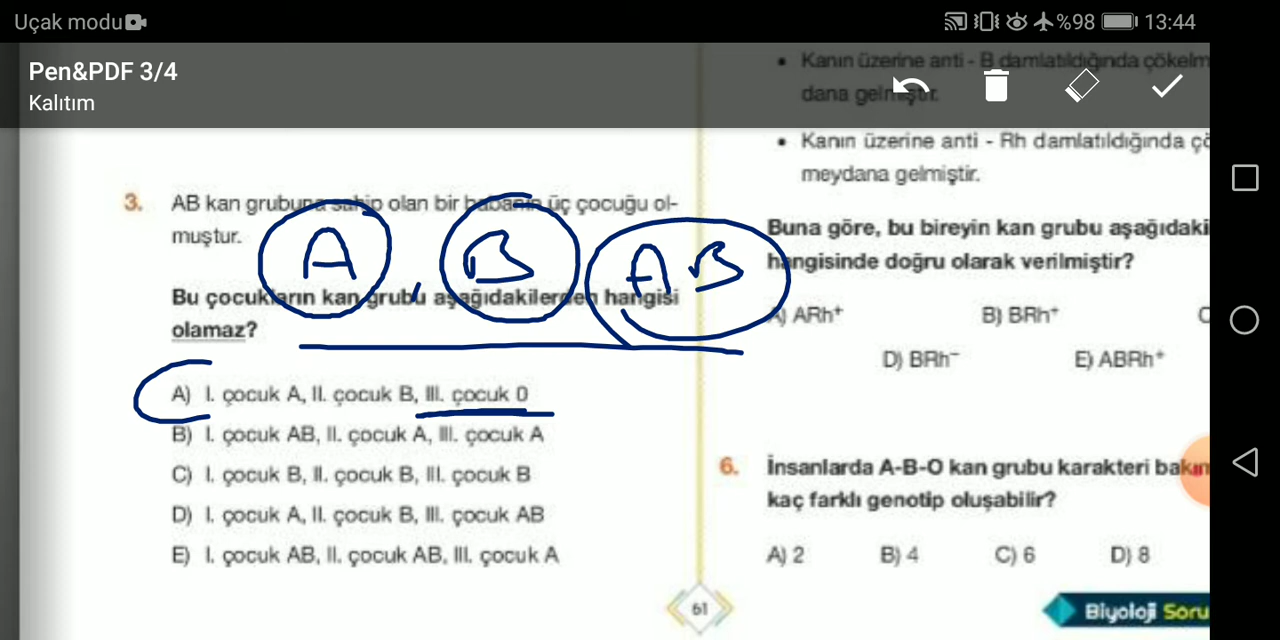 Uçak modu
%98 13:44
Pen&PDF 3/4
Kalıtım
3. AB kan grubuna sahip olan bir babanın üç çocuğu ol-
muştur.
A, B AB
Bu çocukların kan grubu aşağıdakilerden hangisi
olamaz?
A) I. çocuk A, II. çocuk B, III. çocuk 0
B) I. çocuk AB, II. çocuk A, III. çocuk A
C) I. çocuk B, II. çocuk B, III. çocuk B
D) I. çocuk A, II. çocuk B, III. çocuk AB
E) I. çocuk AB, II. çocuk AB, III. çocuk A
• Kanın üzerine anti - B damlatıldığında çökelm
dana gelmiştir.
• Kanın üzerine anti - Rh damlatıldığında çö
meydana gelmiştir.
Buna göre, bu bireyin kan grubu aşağıdaki
hangisinde doğru olarak verilmiştir?
A) ARh⁺ B) BRh⁺ C
D) BRh⁻ E) ABRh⁺
6. İnsanlarda A-B-O kan grubu karakteri bakım
kaç farklı genotip oluşabilir?
A) 2 B) 4 C) 6 D) 8
61
Biyoloji Soru